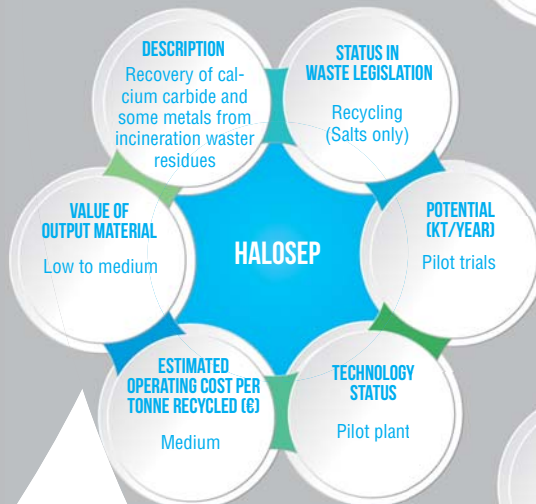 DESCRIPTION
Recovery of cal-
cium carbide and
some metals from
incineration waster
residues
STATUS IN
WASTE LEGISLATION
Recycling
(Salts only)
VALUE OF
OUTPUT MATERIAL
Low to medium
HALOSEP
POTENTIAL
(KT/YEAR)
Pilot trials
ESTIMATED
OPERATING COST PER
TONNE RECYCLED (€)
Medium
TECHNOLOGY
STATUS
Pilot plant